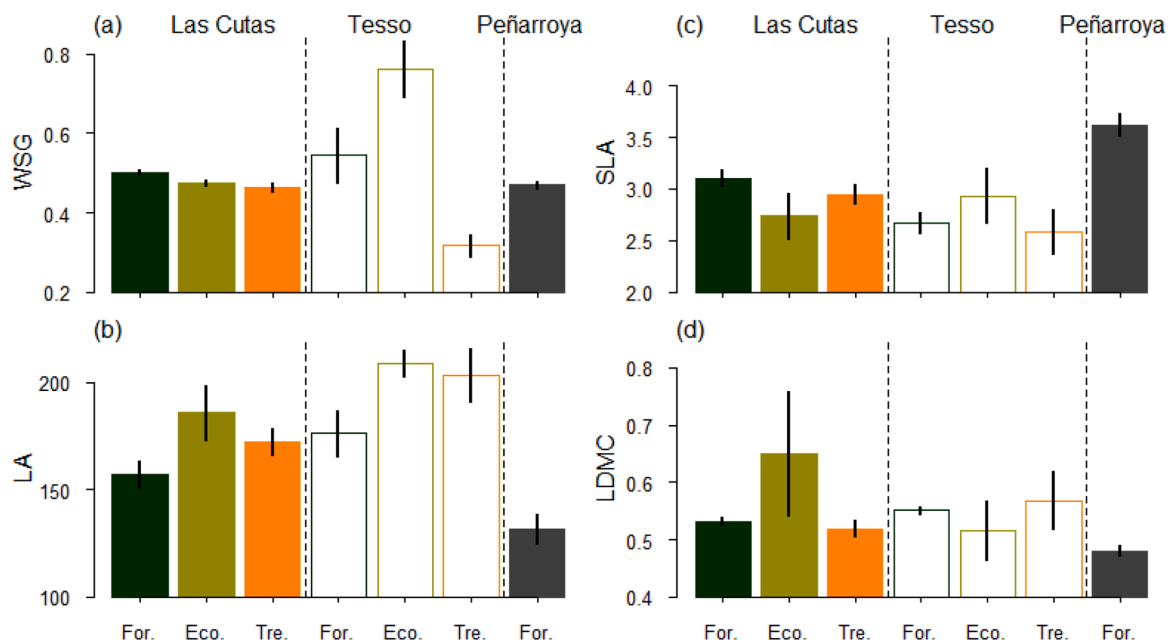 (a) Las Cutas Tesso Peñarroya (c) Las Cutas Tesso Peñarroya
WSG
0.8
0.6
0.4
0.2
For. Eco. Tre. For. Eco. Tre. For.
SLA
4.0
3.5
3.0
2.5
2.0
(b)
LA
200
150
100
(d)
LDMC
0.8
0.7
0.6
0.5
0.4
For. Eco. Tre. For. Eco. Tre. For.